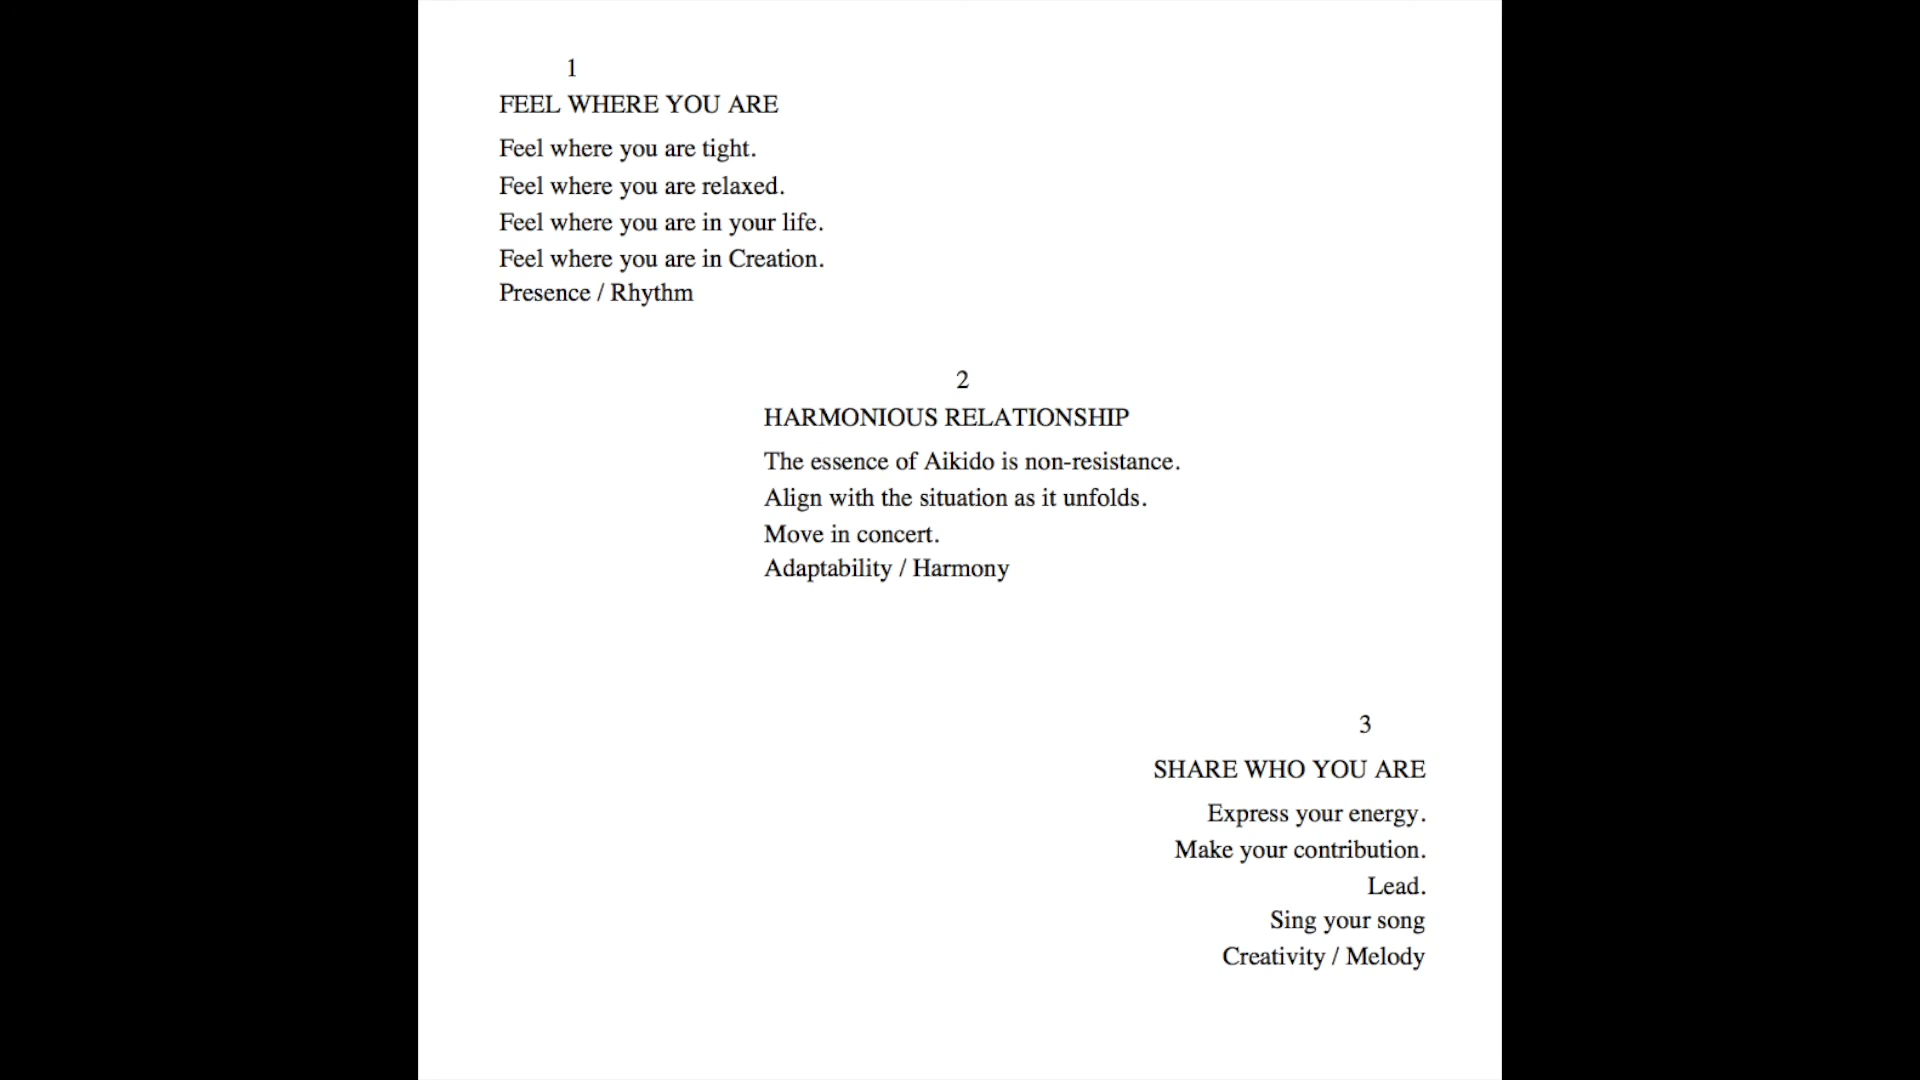 1
FEEL WHERE YOU ARE
Feel where you are tight.
Feel where you are relaxed.
Feel where you are in your life.
Feel where you are in Creation.
Presence / Rhythm
2
HARMONIOUS RELATIONSHIP
The essence of Aikido is non-resistance.
Align with the situation as it unfolds.
Move in concert.
Adaptability / Harmony
3
SHARE WHO YOU ARE
Express your energy.
Make your contribution.
Lead.
Sing your song
Creativity / Melody